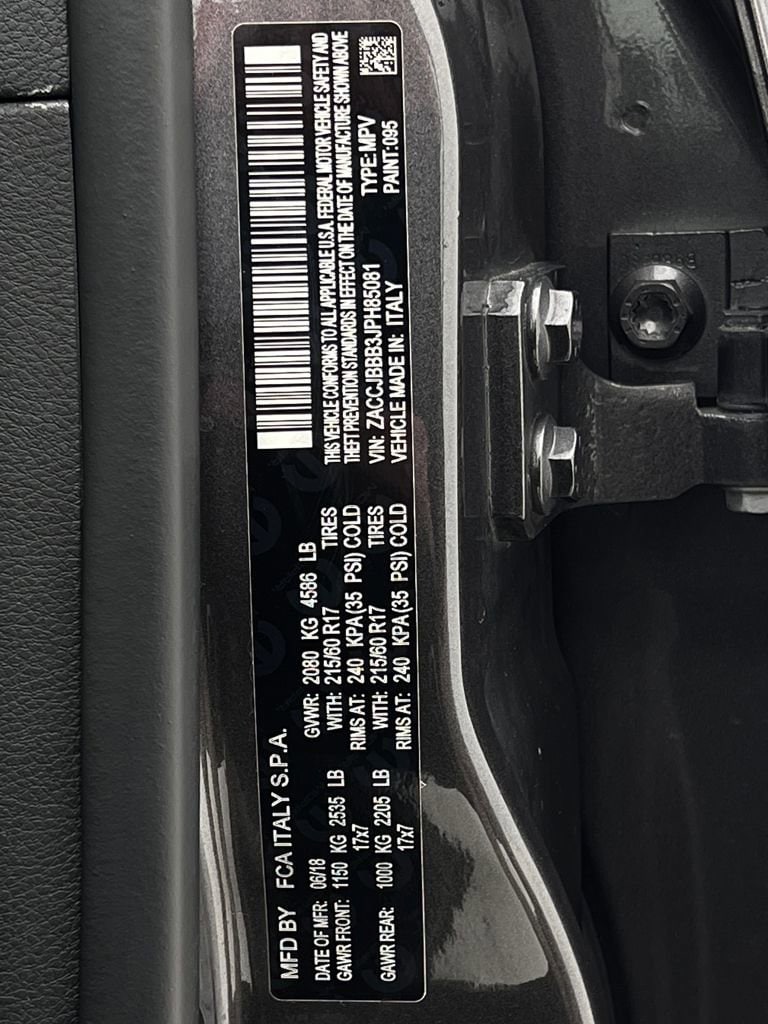 MFD BY FCA ITALY S.P.A.
DATE OF MFR: 06/18 GVWR: 2080 KG 4586 LB
GAWR FRONT: 1150 KG 2535 LB WITH: 215/60 R17 TIRES
17x7 RIMS AT: 240 KPA(35 PSI) COLD
GAWR REAR: 1000 KG 2205 LB WITH: 215/60 R17 TIRES
17x7 RIMS AT: 240 KPA(35 PSI) COLD
THIS VEHICLE CONFORMS TO ALL APPLICABLE U.S.A. FEDERAL MOTOR VEHICLE SAFETY AND
THEFT PREVENTION STANDARDS IN EFFECT ON THE DATE OF MANUFACTURE SHOWN ABOVE
VIN: ZACCJBBB3JPH85081 TYPE:MPV
VEHICLE MADE IN: ITALY PAINT:095